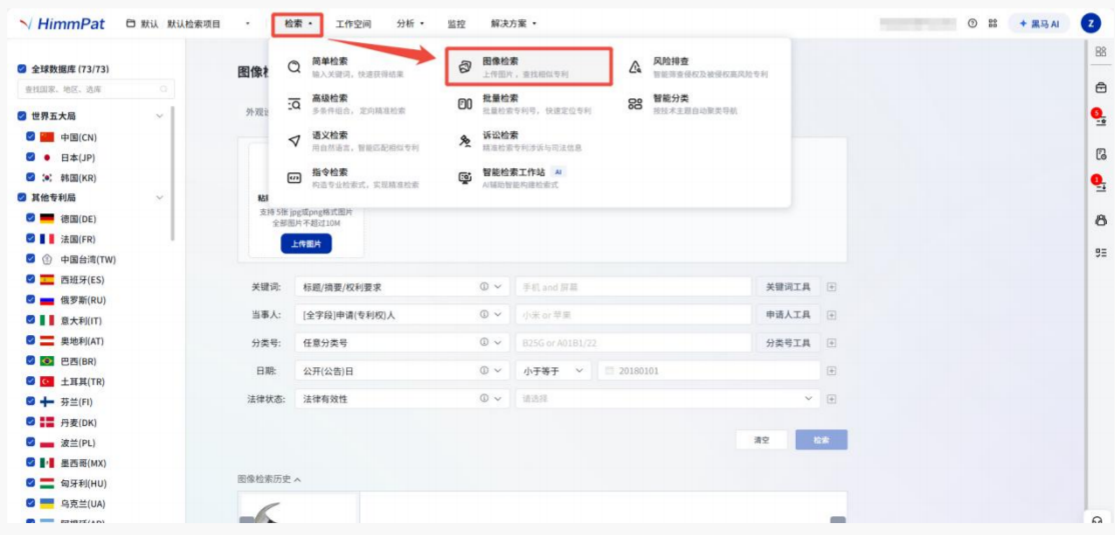 HimmPat
默认 默认检索项目
检索
工作空间
分析
监控
解决方案
黑马 AI
Z
全球数据库 (73/73)
查找国家、地区、选库
世界五大局
中国(CN)
日本(JP)
韩国(KR)
其他专利局
德国(DE)
法国(FR)
中国台湾(TW)
西班牙(ES)
俄罗斯(RU)
意大利(IT)
奥地利(AT)
巴西(BR)
土耳其(TR)
芬兰(FI)
丹麦(DK)
波兰(PL)
墨西哥(MX)
匈牙利(HU)
乌克兰(UA)
图像检
简单检索
输入关键词，快速获得结果
高级检索
多条件组合，定向精准检索
语义检索
用自然语言，智能匹配相似专利
指令检索
构造专业检索式，实现精准检索
图像检索
上传图片，查找相似专利
批量检索
批量检索专利号，快速定位专利
诉讼检索
精准检索专利涉诉与司法信息
智能检索工作站 AI
AI辅助智能构建检索式
风险排查
智能筛查侵权及被侵权高风险专利
智能分类
按技术主题自动聚类导航
支持 5张 jpg或png格式图片
全部图片不超过10M
上传图片
关键词:
标题/摘要/权利要求
手机 and 屏幕
关键词工具
当事人:
[全字段]申请(专利权)人
小米 or 苹果
申请人工具
分类号:
任意分类号
B25G or A01B1/22
分类号工具
日期:
公开(公告)日
小于等于
20180101
法律状态:
法律有效性
请选择
清空
检索
图像检索历史
5
1